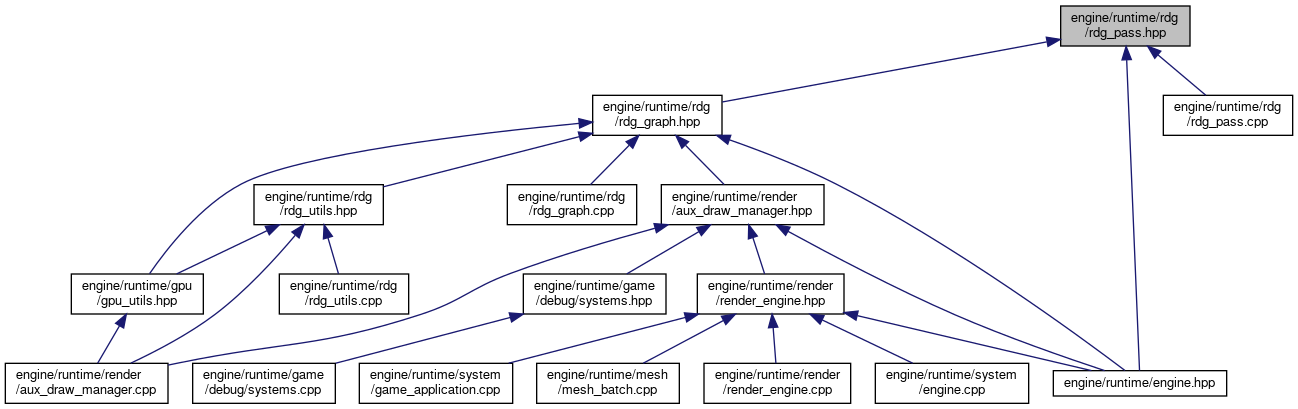 engine/runtime/rdg
/rdg_pass.hpp
engine/runtime/rdg
/rdg_graph.hpp
engine/runtime/rdg
/rdg_pass.cpp
engine/runtime/rdg
/rdg_utils.hpp
engine/runtime/rdg
/rdg_graph.cpp
engine/runtime/render
/aux_draw_manager.hpp
engine/runtime/gpu
/gpu_utils.hpp
engine/runtime/rdg
/rdg_utils.cpp
engine/runtime/game
/debug/systems.hpp
engine/runtime/render
/render_engine.hpp
engine/runtime/render
/aux_draw_manager.cpp
engine/runtime/game
/debug/systems.cpp
engine/runtime/system
/game_application.cpp
engine/runtime/mesh
/mesh_batch.cpp
engine/runtime/render
/render_engine.cpp
engine/runtime/system
/engine.cpp
engine/runtime/engine.hpp